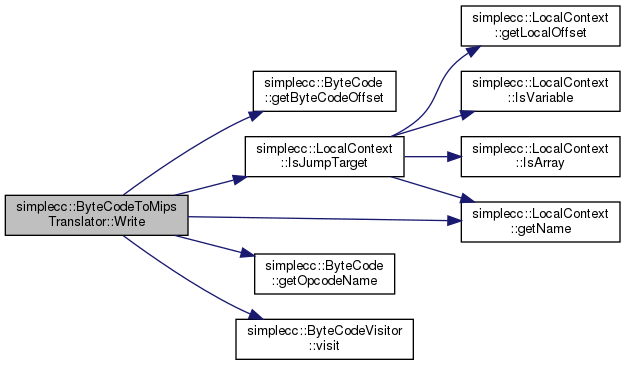 simplecc::ByteCodeToMips
Translator::Write
simplecc::ByteCode
::getByteCodeOffset
simplecc::LocalContext
::IsJumpTarget
simplecc::ByteCode
::getOpcodeName
simplecc::ByteCodeVisitor
::visit
simplecc::LocalContext
::getLocalOffset
simplecc::LocalContext
::IsVariable
simplecc::LocalContext
::IsArray
simplecc::LocalContext
::getName